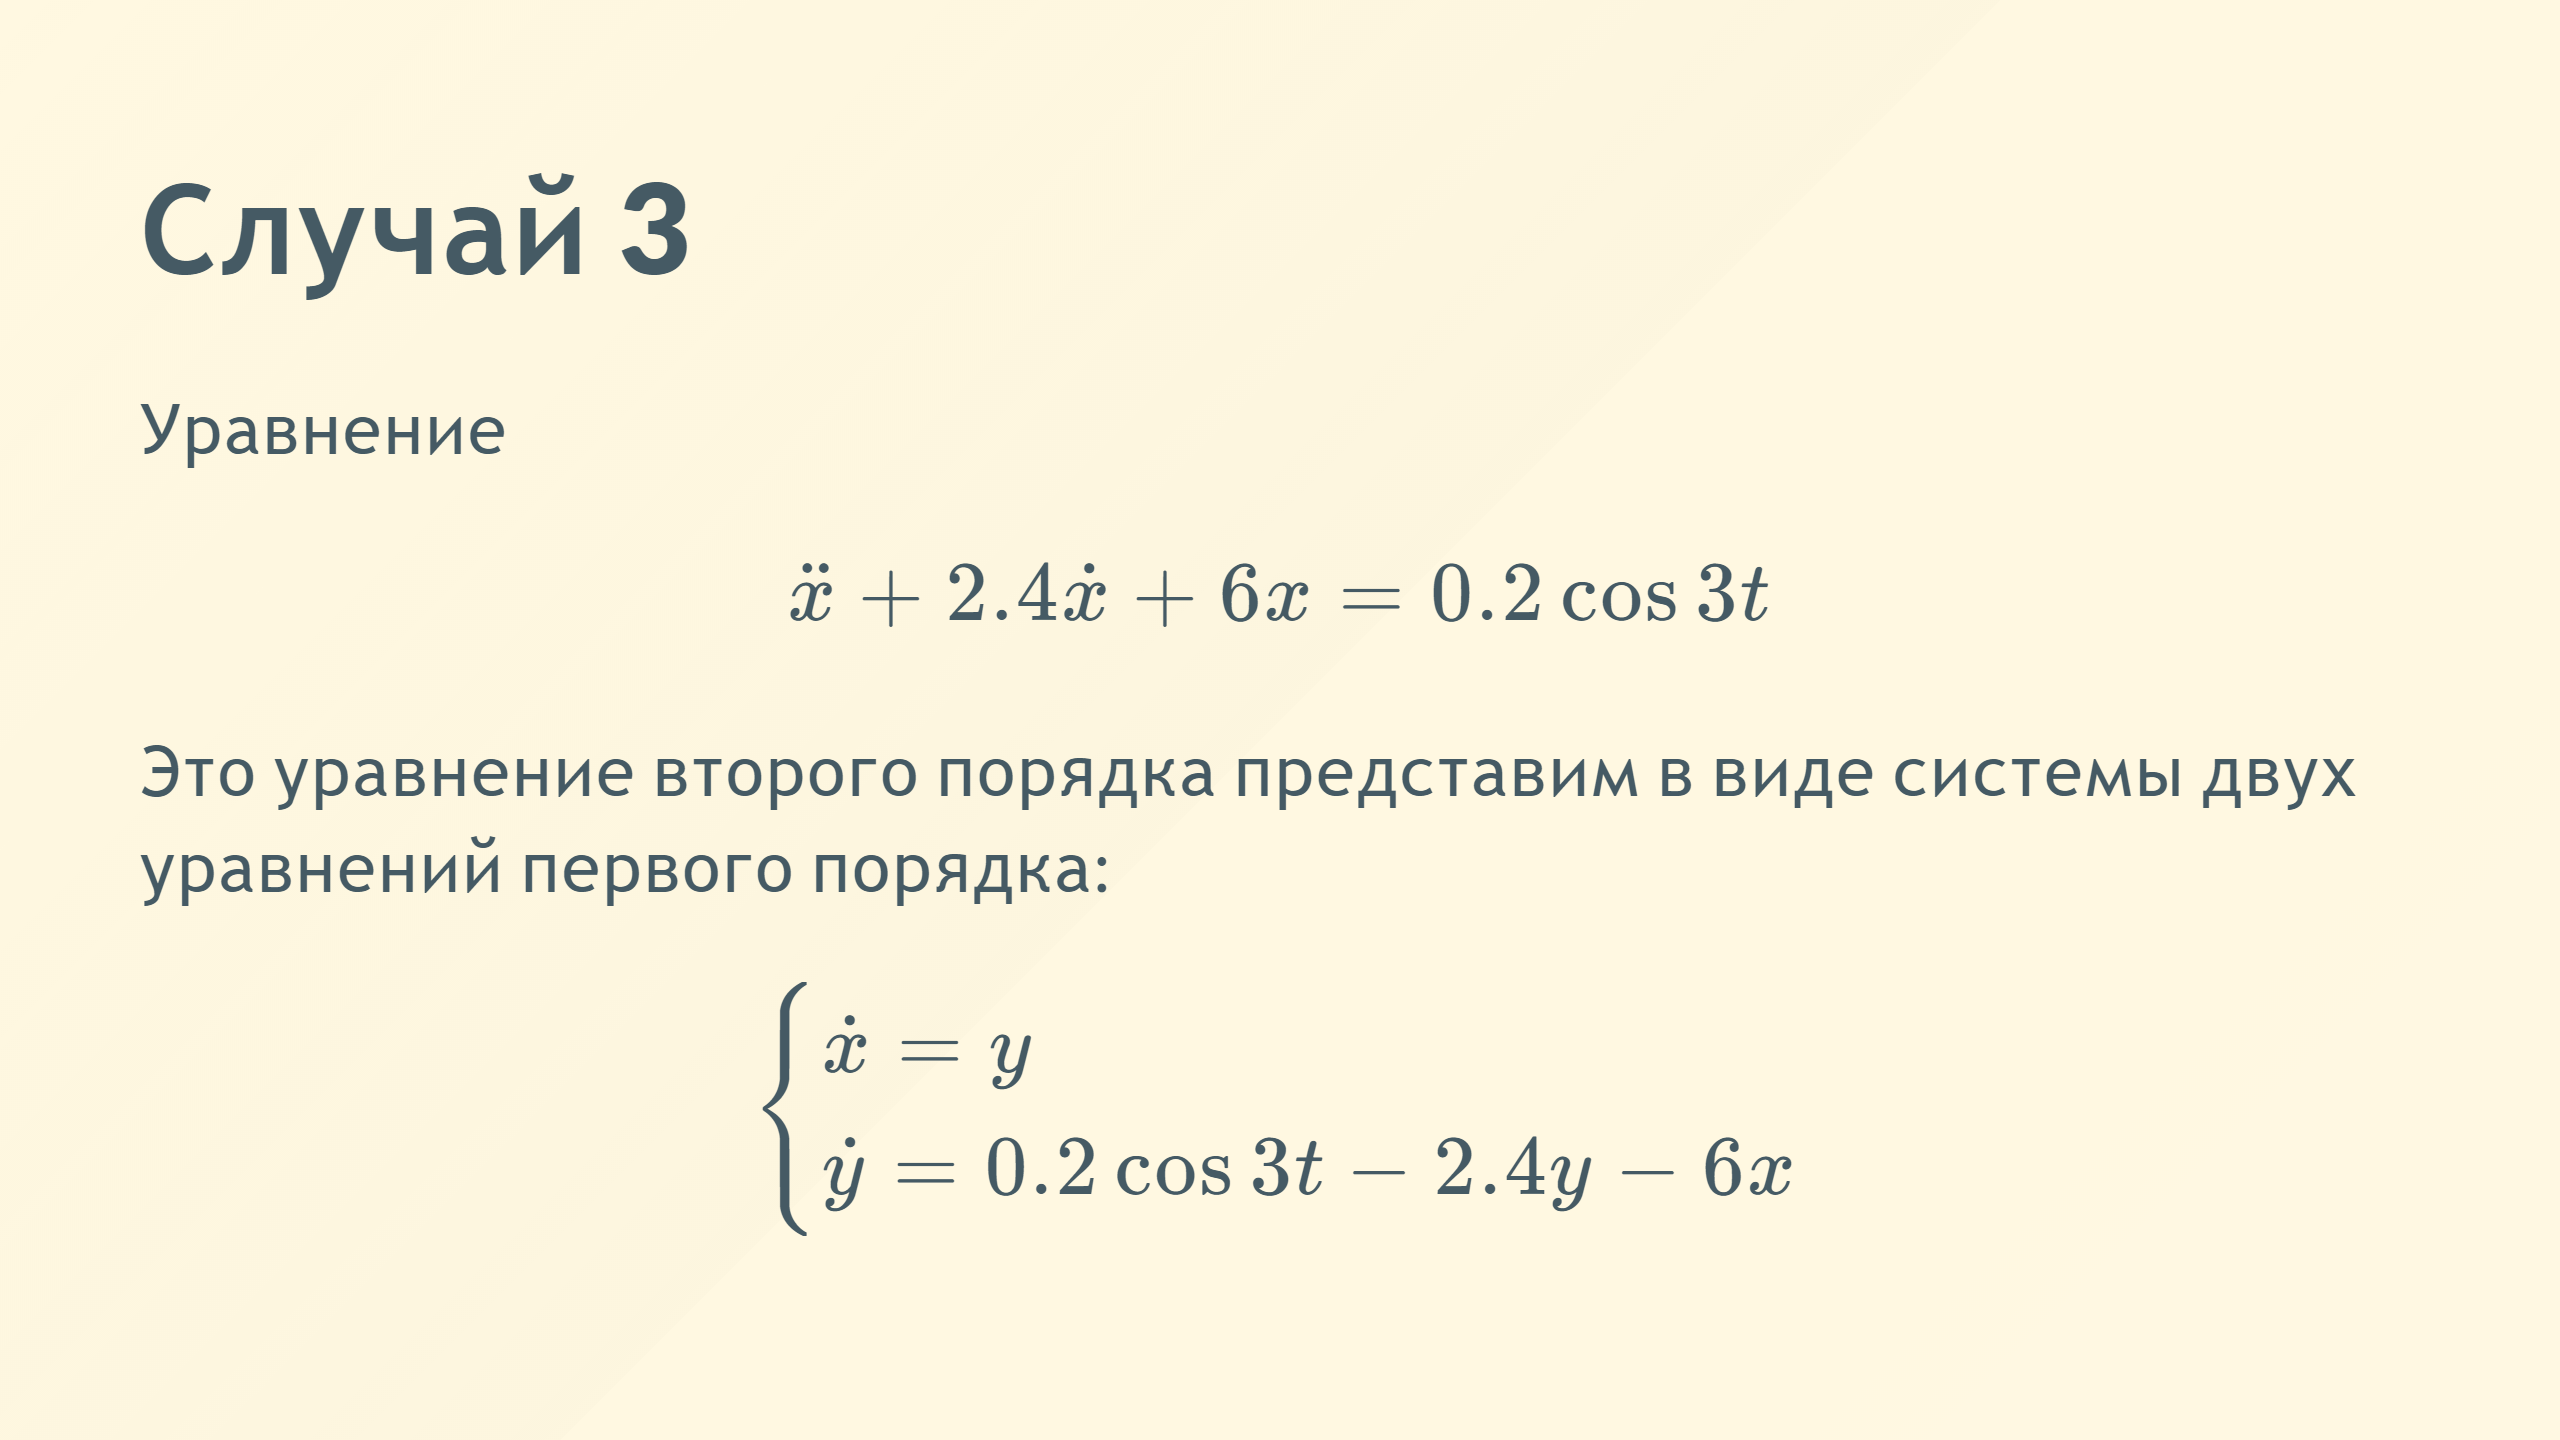 Случай 3
Уравнение
ẍ + 2.4ẋ + 6x = 0.2 cos 3t
Это уравнение второго порядка представим в виде системы двух
уравнений первого порядка:
ẋ = y
ẏ = 0.2 cos 3t − 2.4y − 6x